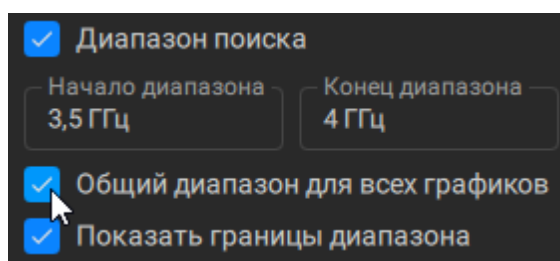 Диапазон поиска
Начало диапазона Конец диапазона
3,5 ГГц 4 ГГц
Общий диапазон для всех графиков
Показать границы диапазона